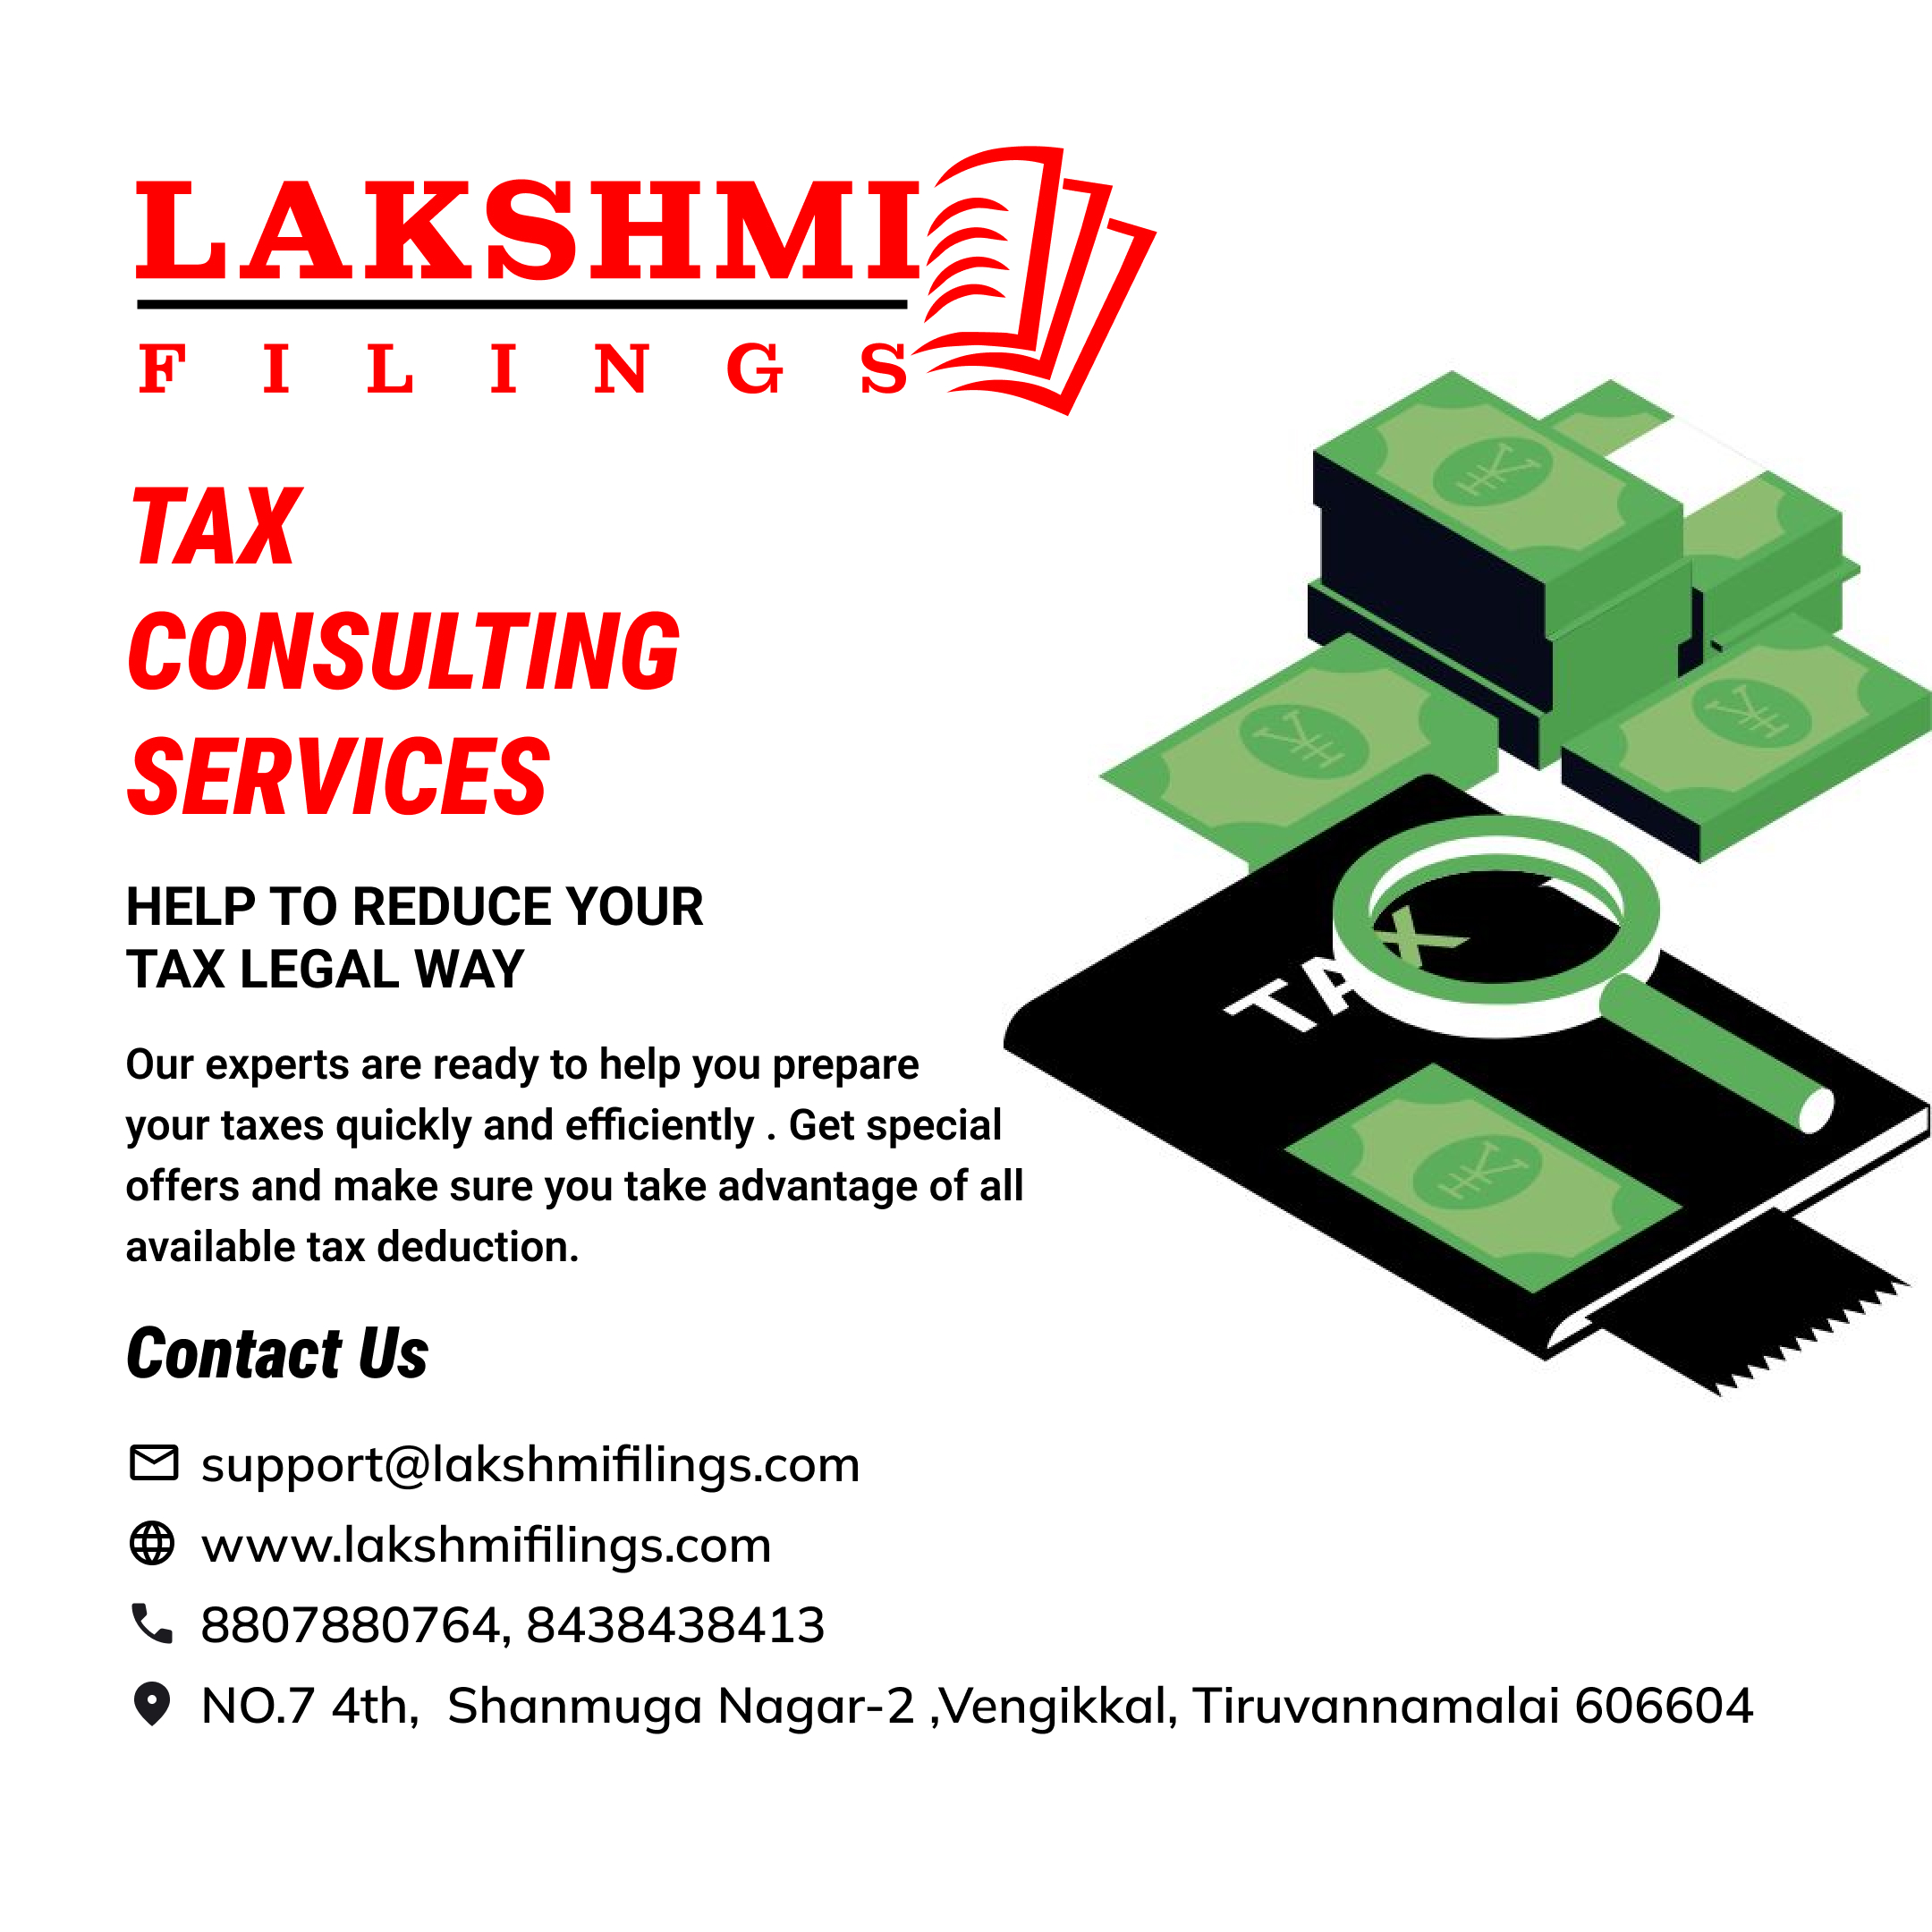 LAKSHMI
FILINGS
TAX
CONSULTING
SERVICES
HELP TO REDUCE YOUR
TAX LEGAL WAY
Our experts are ready to help you prepare
your taxes quickly and efficiently . Get special
offers and make sure you take advantage of all
available tax deduction.
TAX
Contact Us
support@lakshmifilings.com
www.lakshmifilings.com
8807880764, 8438438413
NO.7 4th,  Shanmuga Nagar-2 ,Vengikkal, Tiruvannamalai 606604